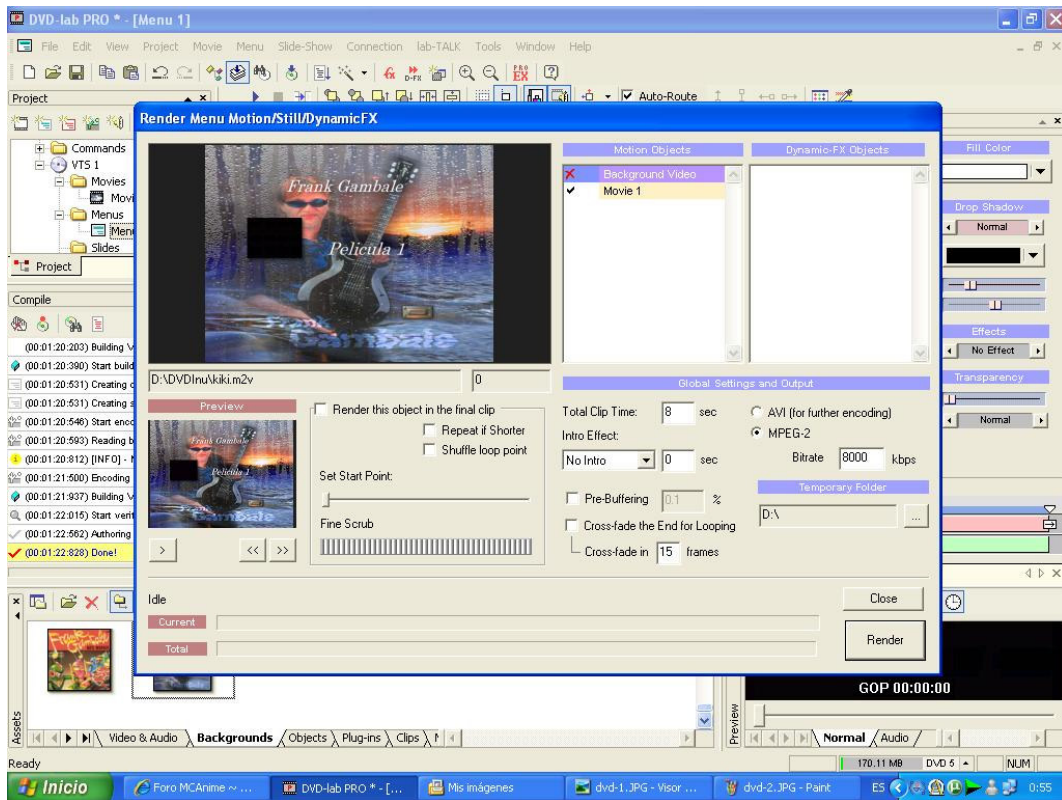 DVD-lab PRO * - [Menu 1]
File Edit View Project Movie Menu Slide-Show Connection lab-TALK Tools Window Help
Auto-Route
Project
Commands
VTS 1
Movies
Movi
Menus
Men
Slides
Project
Compile
(00:01:20:203) Building V
(00:01:20:390) Start build
(00:01:20:531) Creating
(00:01:20:531) Creating
(00:01:20:546) Start enc
(00:01:20:593) Reading b
(00:01:20:812) [INFO] -
(00:01:21:500) Encoding
(00:01:21:937) Building V
(00:01:22:015) Start verit
(00:01:22:562) Authoring
(00:01:22:828) Done!
Render Menu Motion/Still/DynamicFX
Frank Gambale
Pelicula 1
Gambale
D:\DVDInu\kiki.m2v
0
Motion Objects
Background Video
Movie 1
Dynamic-FX Objects
Preview
Frank Gambale
Pelicula 1
Gambale
Render this object in the final clip
Repeat if Shorter
Shuffle loop point
Set Start Point:
Fine Scrub
>
<<
>>
Global Settings and Output
Total Clip Time: 8 sec
Intro Effect:
No Intro 0 sec
Pre-Buffering 0.1 %
Cross-fade the End for Looping
Cross-fade in 15 frames
AVI (for further encoding)
MPEG-2
Bitrate 8000 kbps
Temporary Folder
D:\
...
Idle
Current
Total
Close
Render
Fill Color
Drop Shadow
Normal
Effects
No Effect
Transparency
Normal
Frank Gambale
GOP 00:00:00
Assets
Video & Audio Backgrounds Objects Plug-ins Clips
Preview
Normal Audio
Ready
170.11 MB DVD 5 NUM
Inicio
Foro MCAnime ~ ...
DVD-lab PRO * - [...
Mis imágenes
dvd-1.JPG - Visor ...
dvd-2.JPG - Paint
ES
0:55